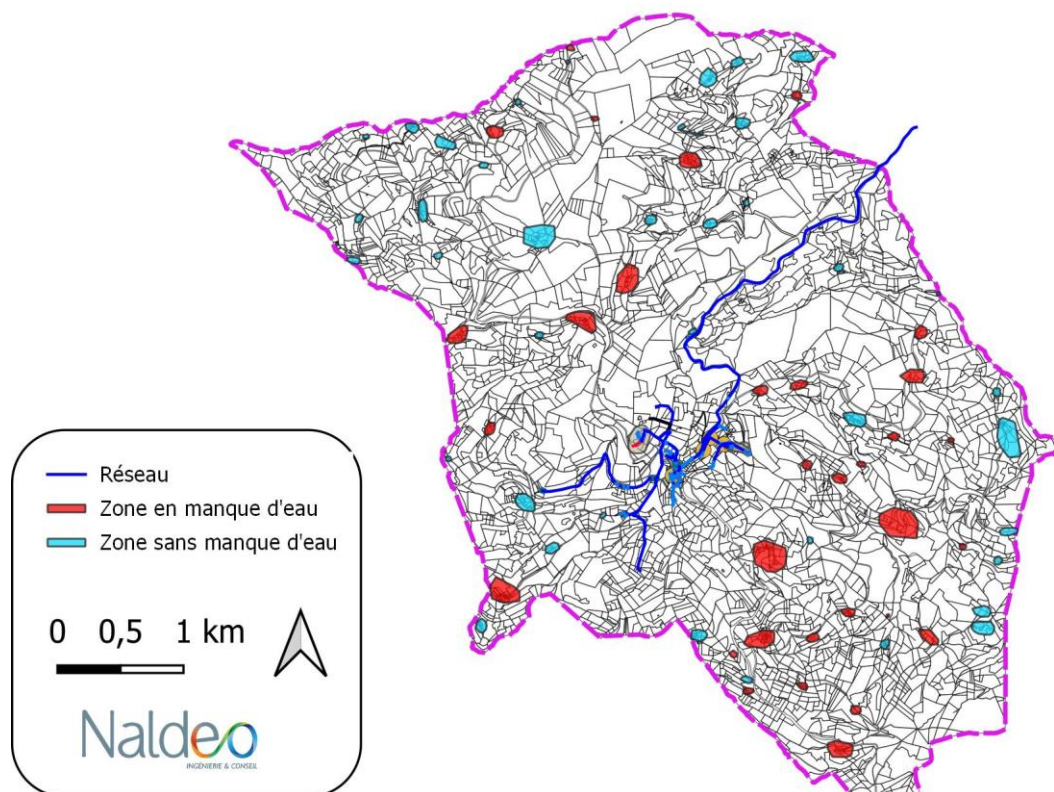 Réseau
Zone en manque d'eau
Zone sans manque d'eau
0 0,5 1 km
Naldeo
INGÉNIERIE & CONSEIL